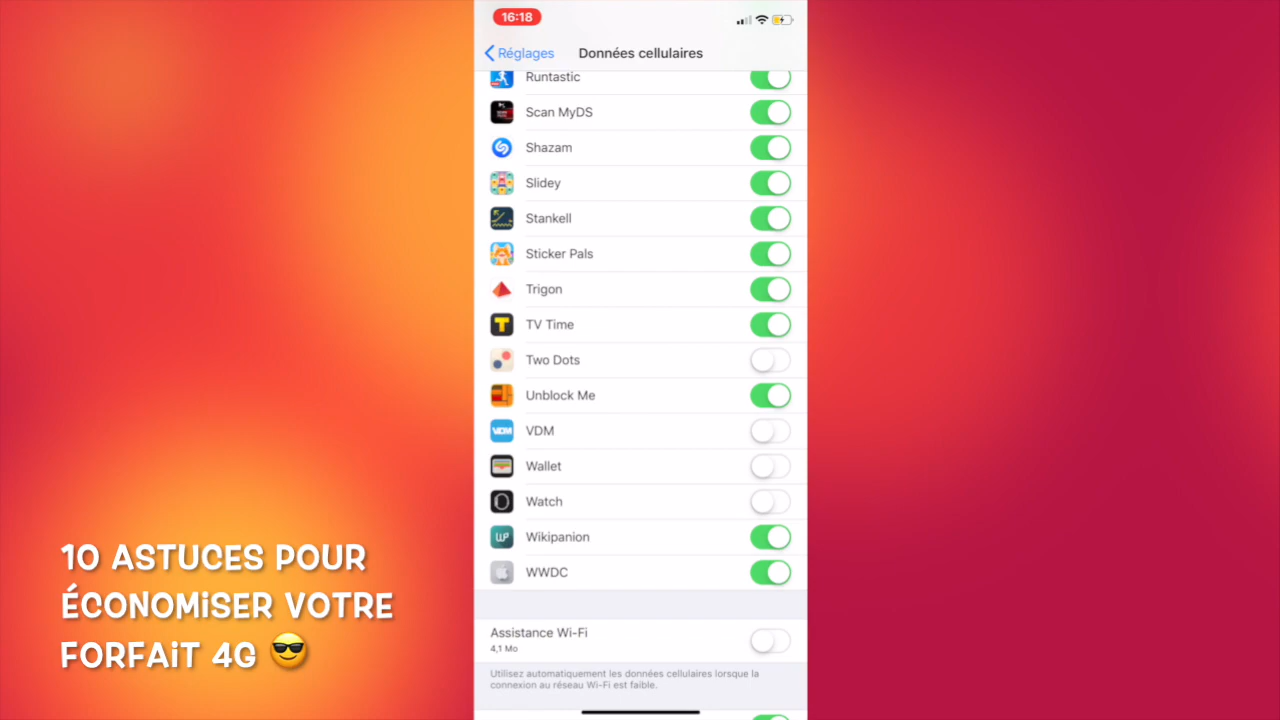 16:18
Réglages
Données cellulaires
Runtastic
Scan MyDS
Shazam
Slidey
Stankell
Sticker Pals
Trigon
TV Time
Two Dots
Unblock Me
VDM
VDM
Wallet
Watch
Wikipanion
WWDC
Assistance Wi-Fi
4,1 Mo
Utilisez automatiquement les données cellulaires lorsque la
connexion au réseau Wi-Fi est faible.
10 ASTUCES POUR
ÉCONOMiSER VOTRE
FORFAiT 4G 😎